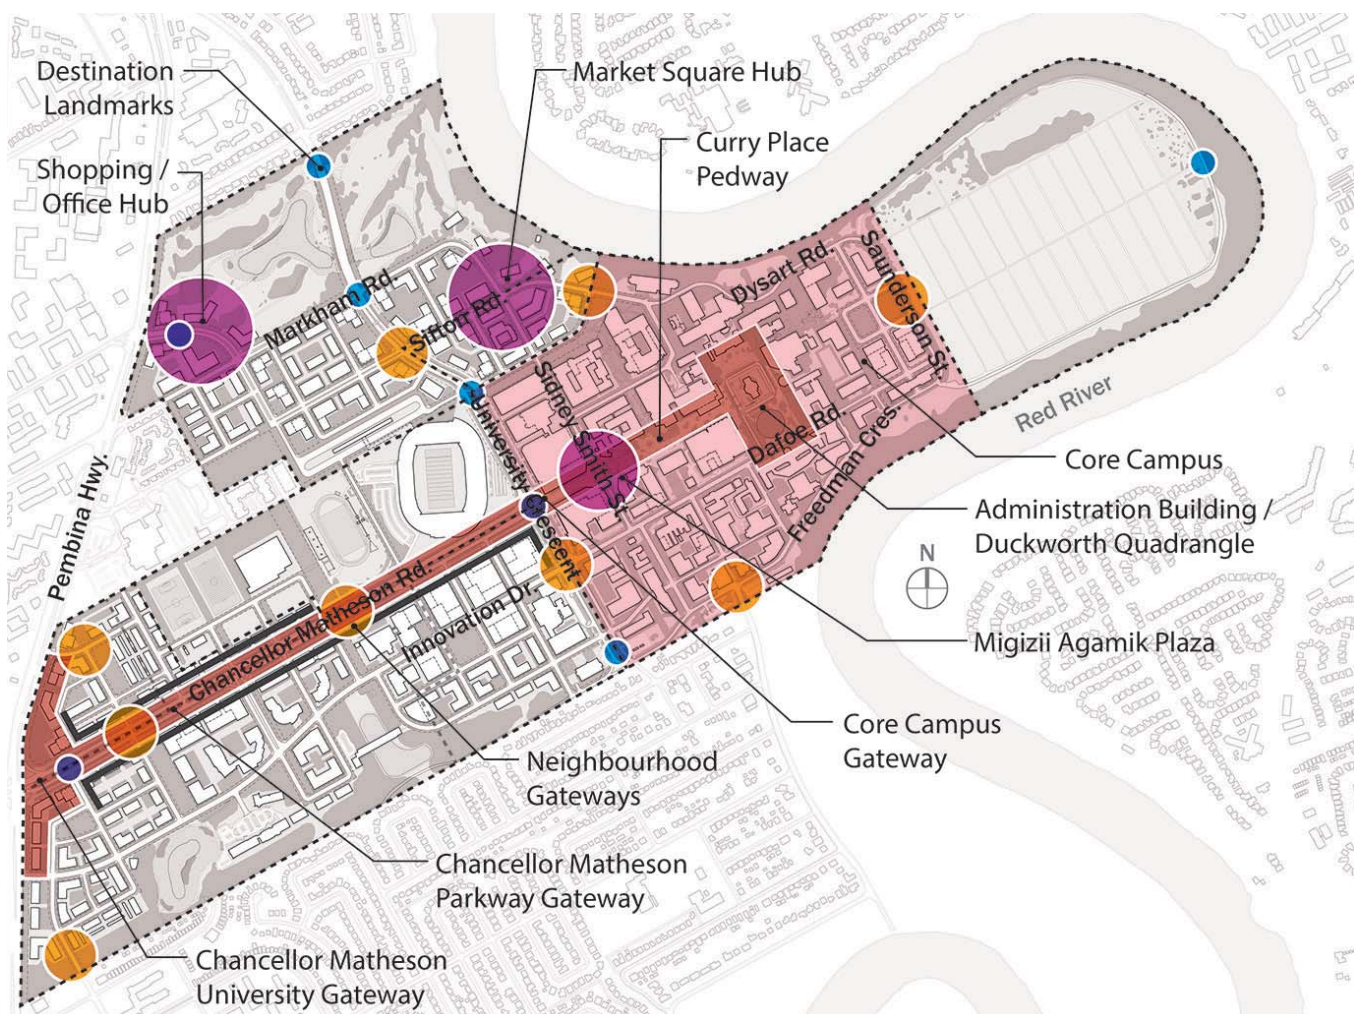 Destination
Landmarks
Market Square Hub
Curry Place
Pedway
Shopping /
Office Hub
Markham Rd.
Sifton Rd.
Dysart Rd.
Saunderson St.
Sidney Smith St.
University Crescent
Dafoe Rd.
Freedman Cres.
Red River
Pembina Hwy.
Core Campus
Administration Building /
Duckworth Quadrangle
N
Chancellor Matheson Rd.
Innovation Dr.
Migizii Agamik Plaza
Core Campus
Gateway
Neighbourhood
Gateways
Chancellor Matheson
Parkway Gateway
Chancellor Matheson
University Gateway